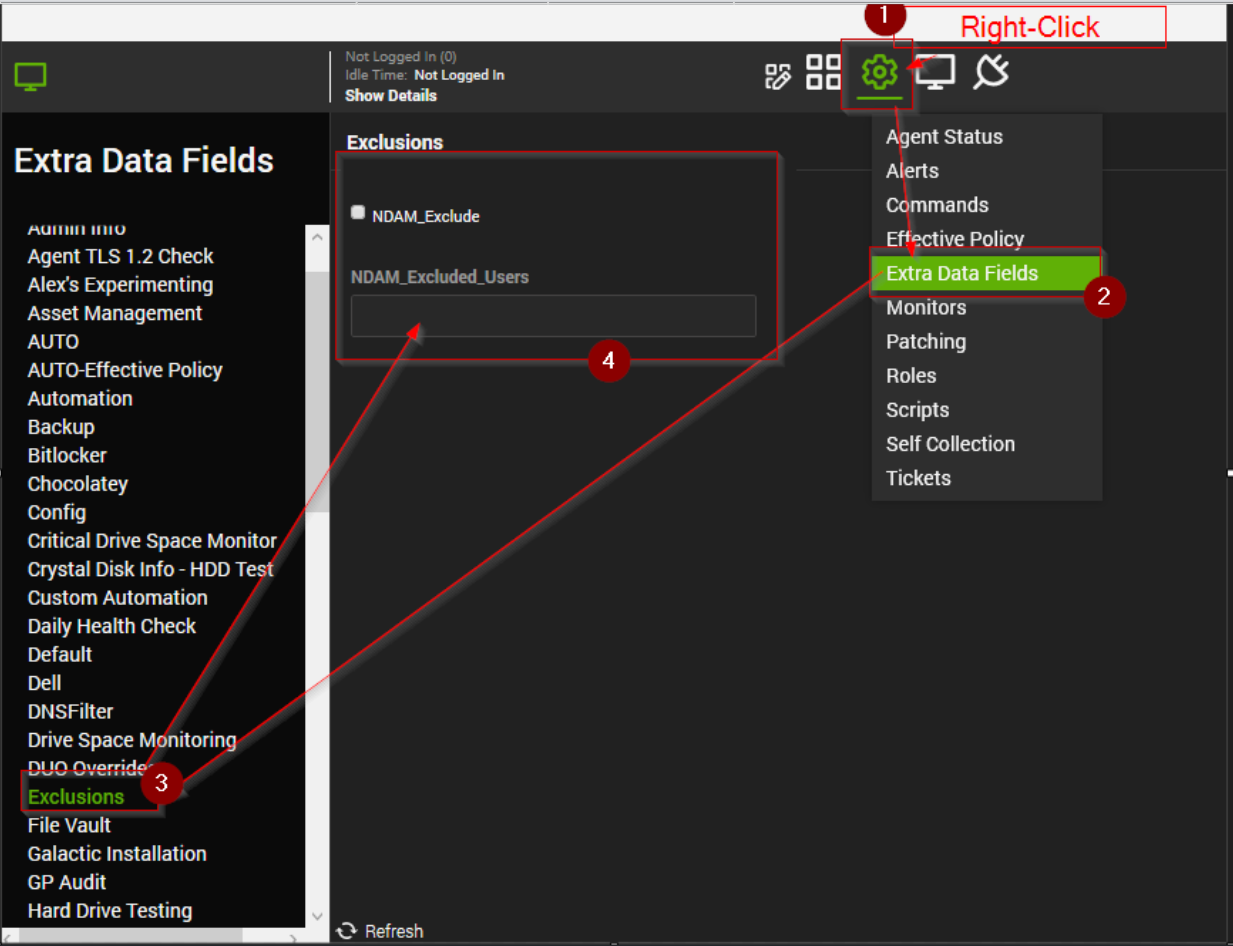 1
Right-Click
Not Logged In (0)
Idle Time: Not Logged In
Show Details
Extra Data Fields
Admin Info
Agent TLS 1.2 Check
Alex's Experimenting
Asset Management
AUTO
AUTO-Effective Policy
Automation
Backup
Bitlocker
Chocolatey
Config
Critical Drive Space Monitor
Crystal Disk Info - HDD Test
Custom Automation
Daily Health Check
Default
Dell
DNSFilter
Drive Space Monitoring
DUO Overrides
Exclusions
3
File Vault
Galactic Installation
GP Audit
Hard Drive Testing
Exclusions
NDAM_Exclude
NDAM_Excluded_Users
4
Agent Status
Alerts
Commands
Effective Policy
Extra Data Fields
2
Monitors
Patching
Roles
Scripts
Self Collection
Tickets
Refresh